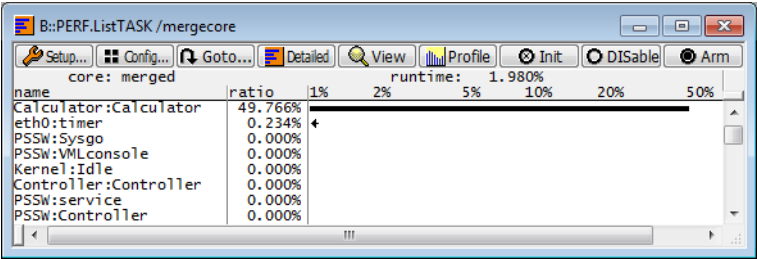 B::PERF.ListTASK /mergecore
Setup... Config... Goto... Detailed View Profile Init DISable Arm
core: merged runtime: 1.980%
name ratio 1% 2% 5% 10% 20% 50%
Calculator:Calculator 49.766%
eth0:timer 0.234%
PSSW:Sysgo 0.000%
PSSW:VMLconsole 0.000%
Kernel:Idle 0.000%
Controller:Controller 0.000%
PSSW:service 0.000%
PSSW:Controller 0.000%